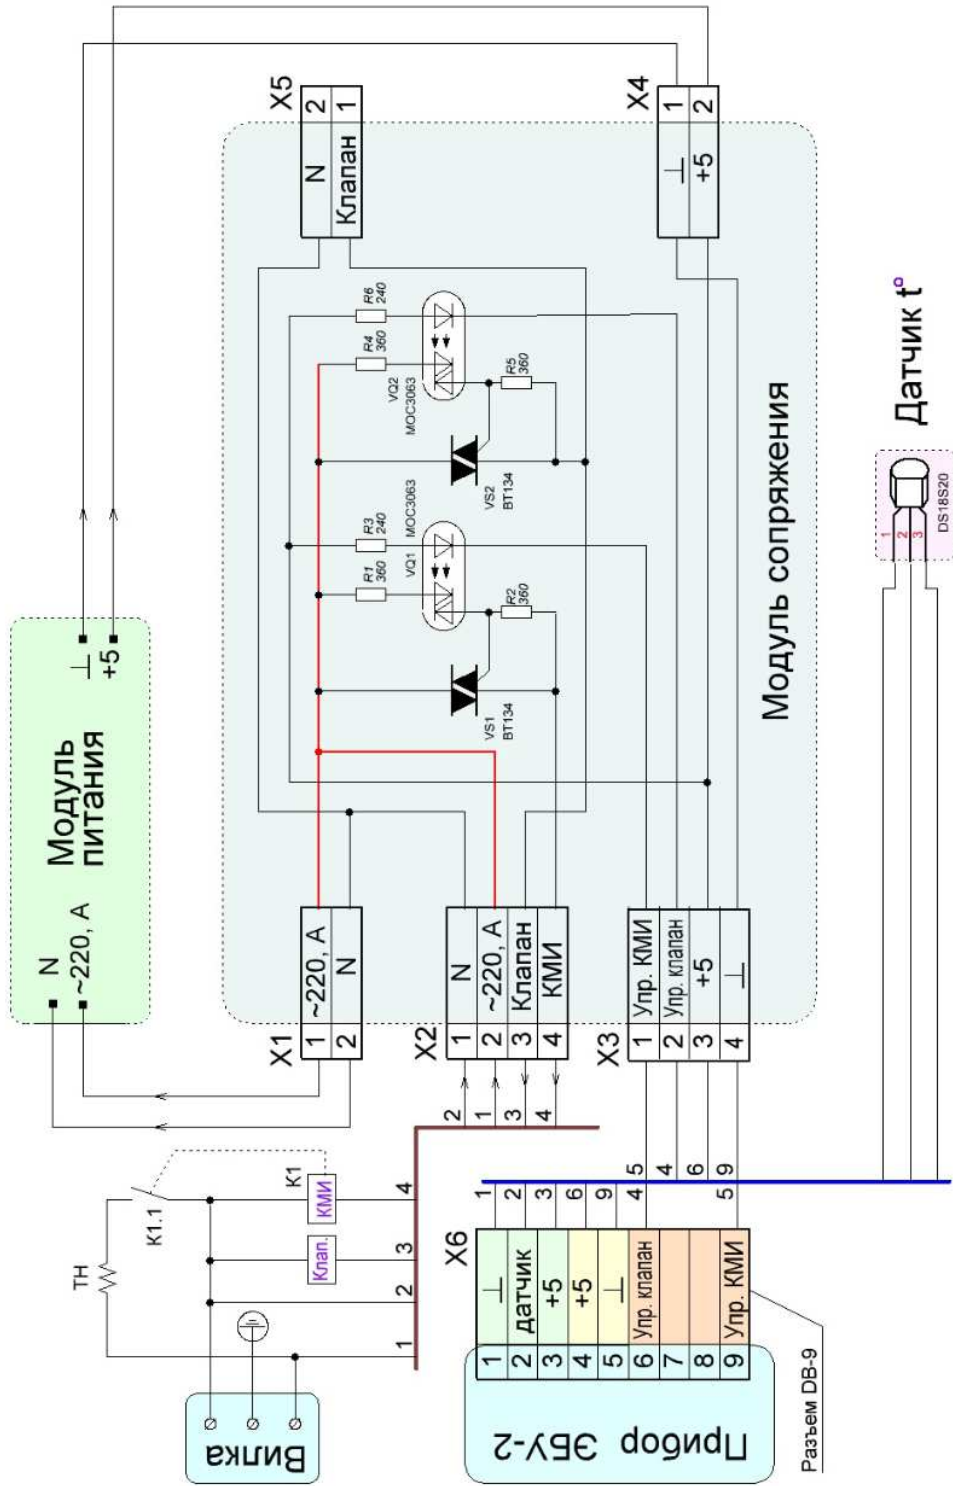 Вилка
ТН
К1.1
К1
Клап.
КМИ
1
2
3
4
Модуль
питания
N
~220, А
⊥
+5
X1
1 ~220, А
2 N
X2
1 N
2 ~220, А
3 Клапан
4 КМИ
2
1
3
4
X3
1 Упр. КМИ
2 Упр. клапан
3 +5
4 ⊥
5
4
6
9
X5
N 2
Клапан 1
X4
⊥ 1
+5 2
R6
240
R4
360
VQ2
MOC3063
R5
360
VS2
BT134
R3
240
R1
360
VQ1
MOC3063
R2
360
VS1
BT134
Модуль сопряжения
X6
1 ⊥
2 датчик
3 +5
4 +5
5 ⊥
6 Упр. клапан
7
8
9 Упр. КМИ
1
2
3
6
9
4
5
Прибор ЭБУ-2
Разъем DB-9
1
2
3
DS18S20
Датчик t°